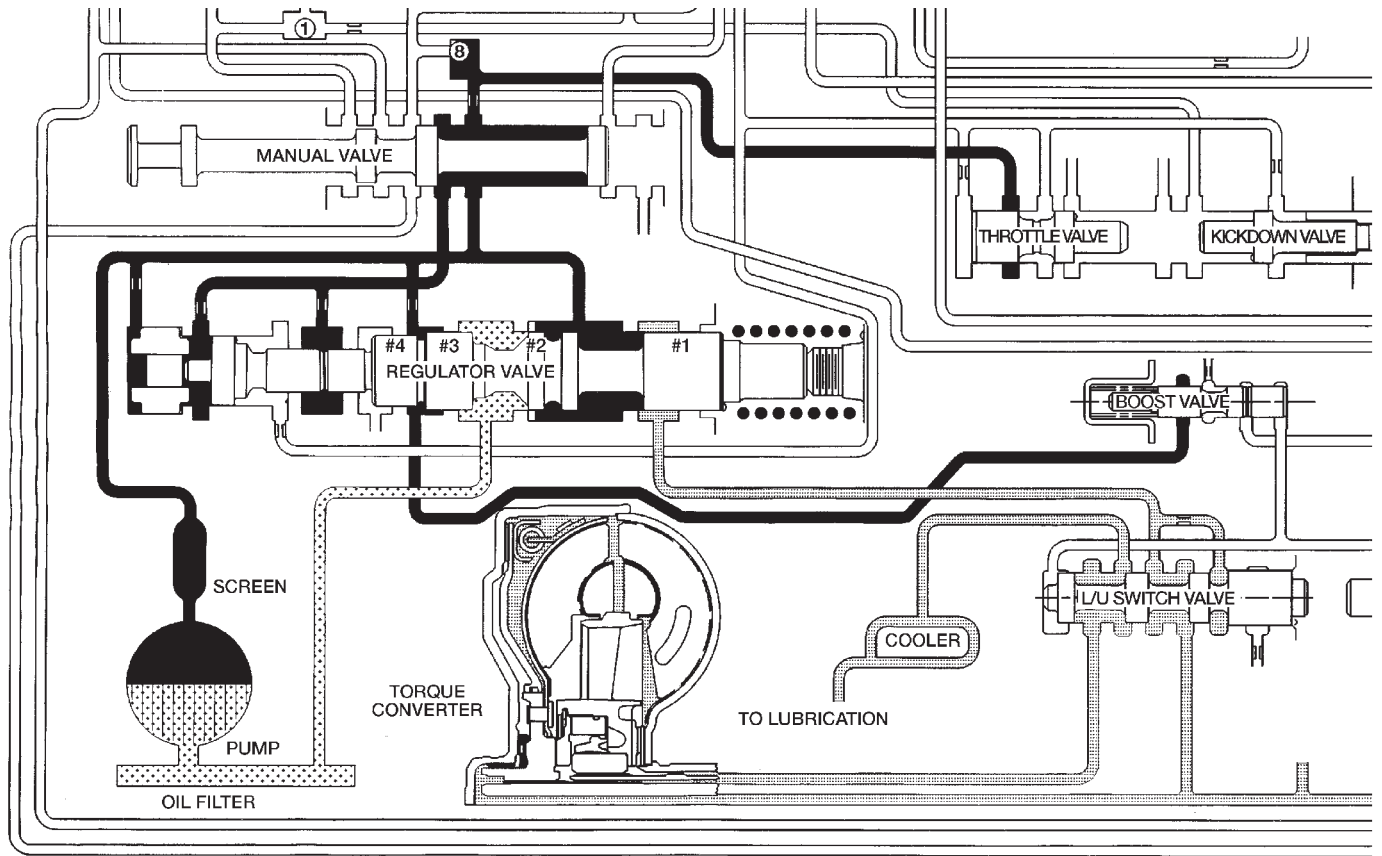 1
8
MANUAL VALVE
THROTTLE VALVE
KICKDOWN VALVE
#4
#3
#2
#1
REGULATOR VALVE
BOOST VALVE
SCREEN
L/U SWITCH VALVE
COOLER
TORQUE
CONVERTER
TO LUBRICATION
PUMP
OIL FILTER